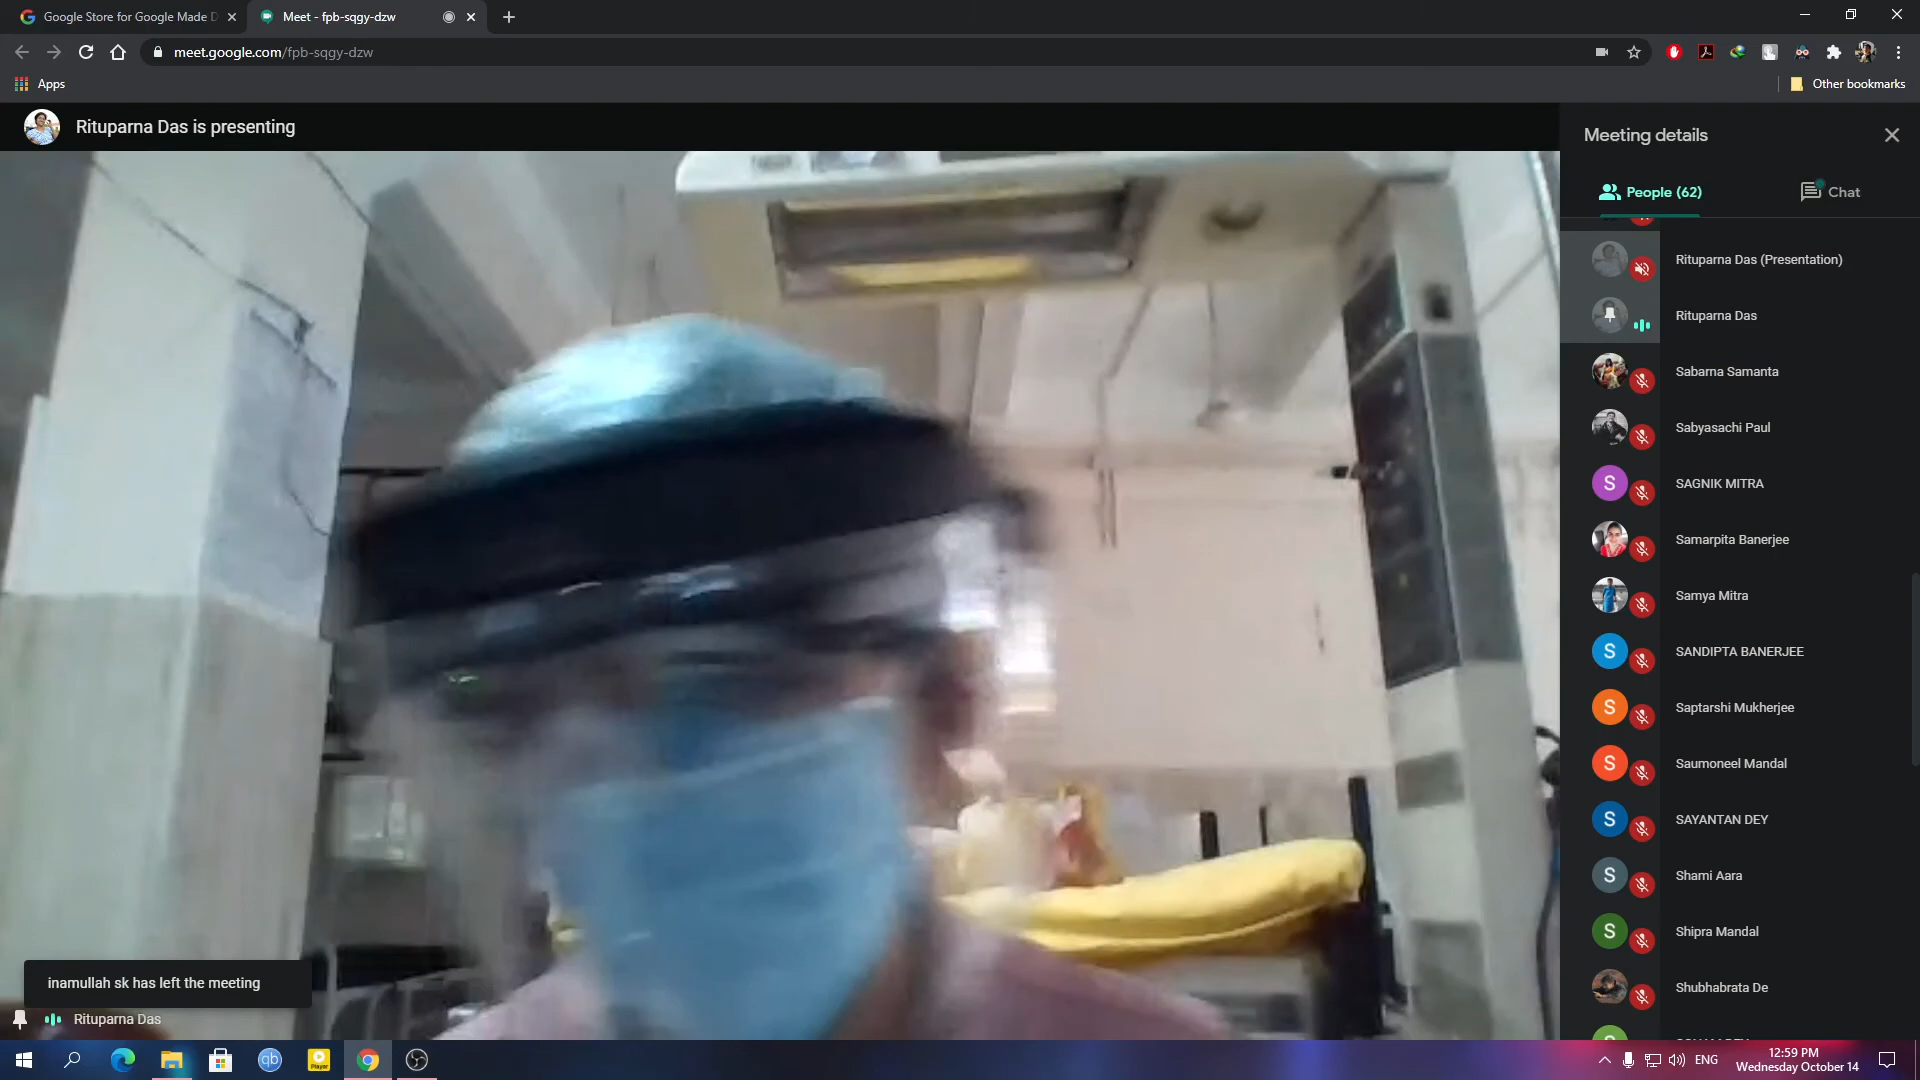 Google Store for Google Made D
Meet - fpb-sqgy-dzw
meet.google.com/fpb-sqgy-dzw
Apps
Other bookmarks
Rituparna Das is presenting
Meeting details
People (62)
Chat
Rituparna Das (Presentation)
Rituparna Das
Sabarna Samanta
Sabyasachi Paul
S
SAGNIK MITRA
Samarpita Banerjee
Samya Mitra
S
SANDIPTA BANERJEE
S
Saptarshi Mukherjee
S
Saumoneel Mandal
S
SAYANTAN DEY
S
Shami Aara
S
Shipra Mandal
Shubhabrata De
inamullah sk has left the meeting
Rituparna Das
qb
Player
ENG
12:59 PM
Wednesday October 14